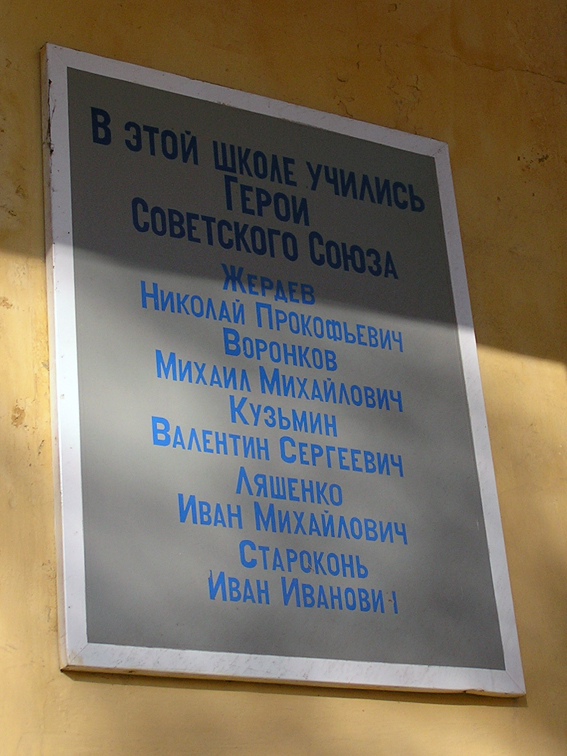 В ЭТОЙ ШКОЛЕ УЧИЛИСЬ
ГЕРОИ
СОВЕТСКОГО СОЮЗА
ЖЕРДЕВ
НИКОЛАЙ ПРОКОФЬЕВИЧ
ВОРОНКОВ
МИХАИЛ МИХАЙЛОВИЧ
КУЗЬМИН
ВАЛЕНТИН СЕРГЕЕВИЧ
ЛЯШЕНКО
ИВАН МИХАЙЛОВИЧ
СТАРОКОНЬ
ИВАН ИВАНОВИЧ